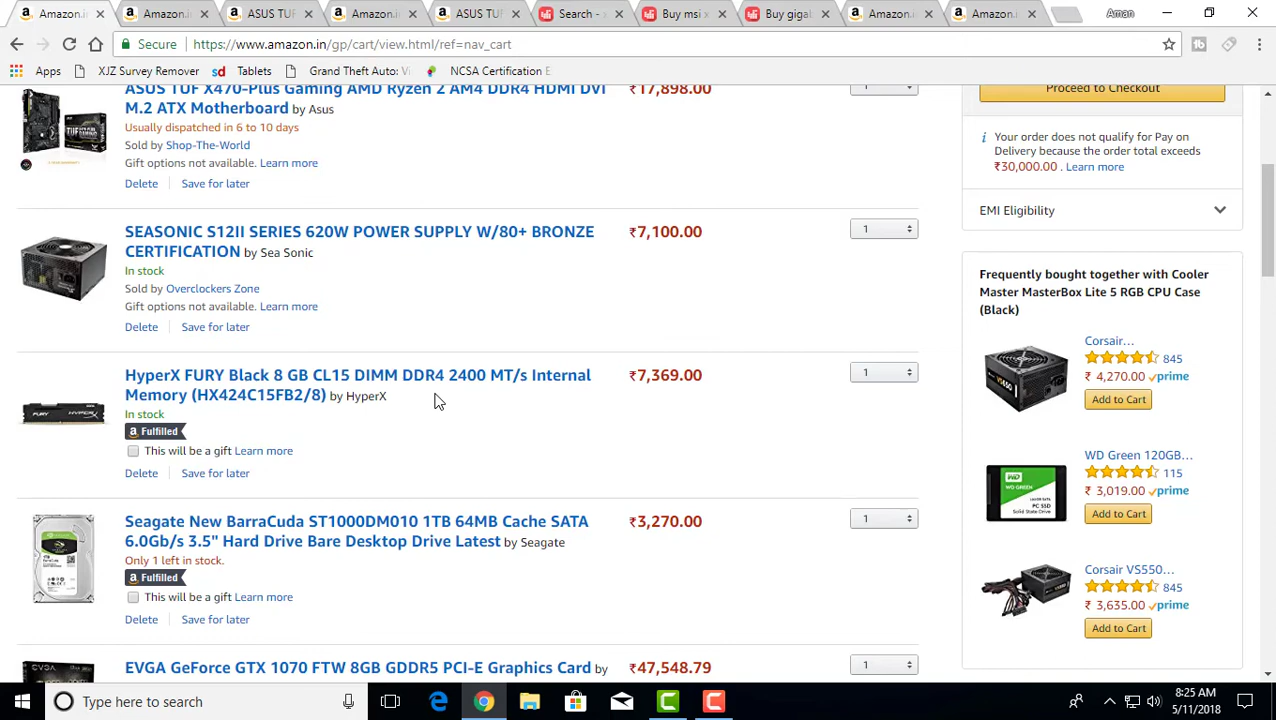 Amazon.in
Amazon.in
ASUS TUF
Amazon.in
ASUS TUF
Search -
Buy msi x
Buy gigal
Amazon.in
Amazon.in
Aman
Secure https://www.amazon.in/gp/cart/view.html/ref=nav_cart
Apps XJZ Survey Remover Tablets Grand Theft Auto: NCSA Certification
ASUS TUF X470-Plus Gaming AMD Ryzen 2 AM4 DDR4 HDMI DVI
M.2 ATX Motherboard by Asus
₹17,898.00
1
Usually dispatched in 6 to 10 days
Sold by Shop-The-World
Gift options not available. Learn more
Delete Save for later
SEASONIC S12II SERIES 620W POWER SUPPLY W/80+ BRONZE
CERTIFICATION by Sea Sonic
₹7,100.00
1
In stock
Sold by Overclockers Zone
Gift options not available. Learn more
Delete Save for later
HyperX FURY Black 8 GB CL15 DIMM DDR4 2400 MT/s Internal
Memory (HX424C15FB2/8) by HyperX
₹7,369.00
1
In stock
a Fulfilled
This will be a gift Learn more
Delete Save for later
Seagate New BarraCuda ST1000DM010 1TB 64MB Cache SATA
6.0Gb/s 3.5" Hard Drive Bare Desktop Drive Latest by Seagate
₹3,270.00
1
Only 1 left in stock.
a Fulfilled
This will be a gift Learn more
Delete Save for later
EVGA GeForce GTX 1070 FTW 8GB GDDR5 PCI-E Graphics Card by
₹47,548.79
1
Proceed to Checkout
Your order does not qualify for Pay on
Delivery because the order total exceeds
₹30,000.00 . Learn more
EMI Eligibility
Frequently bought together with Cooler
Master MasterBox Lite 5 RGB CPU Case
(Black)
Corsair...
845
₹ 4,270.00 prime
Add to Cart
WD Green 120GB...
115
₹ 3,019.00 prime
Add to Cart
Corsair VS550...
845
₹ 3,635.00 prime
Add to Cart
Type here to search
8:25 AM
5/11/2018